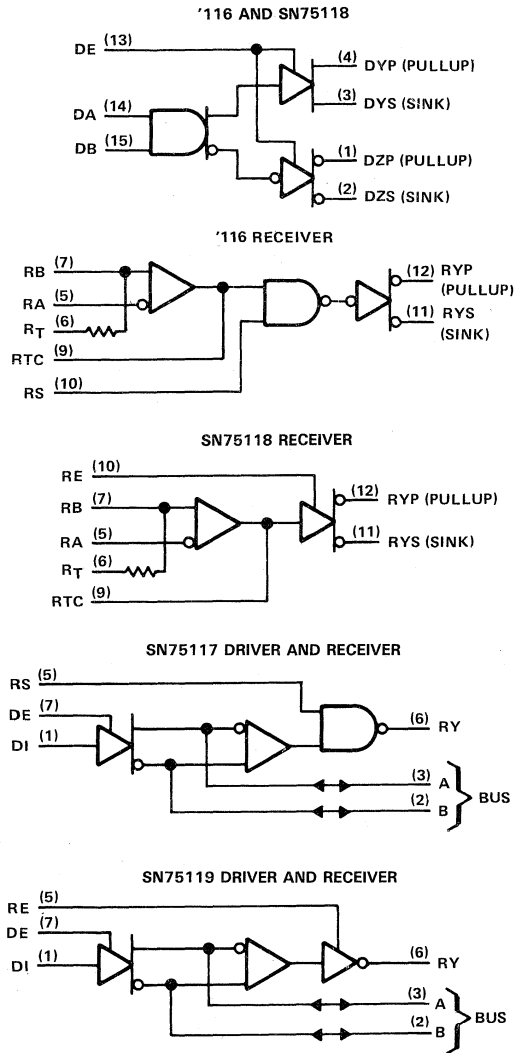 '116 AND SN75118
DE (13)
(4) DYP (PULLUP)
(3) DYS (SINK)
DA (14)
DB (15)
(1) DZP (PULLUP)
(2) DZS (SINK)
'116 RECEIVER
RB (7)
RA (5)
RT (6)
RTC (9)
RS (10)
(12) RYP
(PULLUP)
(11) RYS
(SINK)
SN75118 RECEIVER
RE (10)
RB (7)
RA (5)
RT (6)
RTC (9)
(12) RYP (PULLUP)
(11) RYS (SINK)
SN75117 DRIVER AND RECEIVER
RS (5)
DE (7)
DI (1)
(6) RY
(3) A
(2) B
BUS
SN75119 DRIVER AND RECEIVER
RE (5)
DE (7)
DI (1)
(6) RY
(3) A
(2) B
BUS